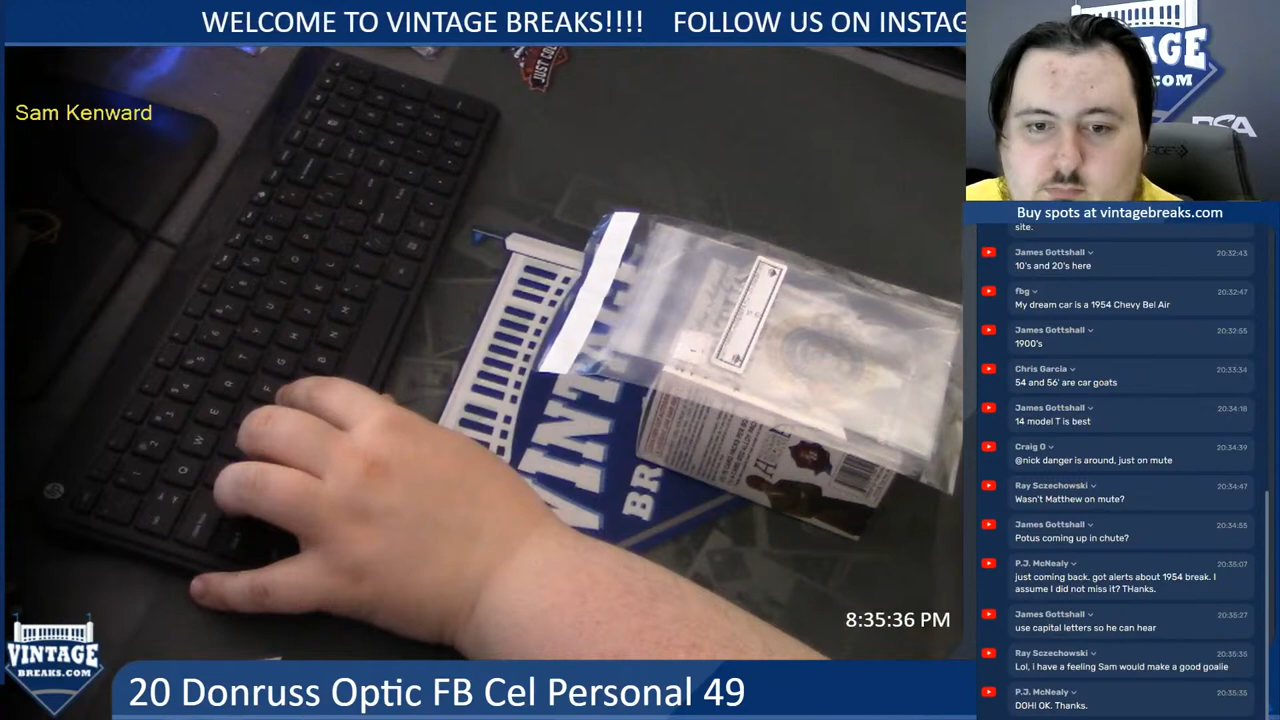 WELCOME TO VINTAGE BREAKS!!!! FOLLOW US ON INSTAG
JUST COL
Sam Kenward
VINTAGE
BR
8:35:36 PM
VINTAGE
BREAKS.COM
20 Donruss Optic FB Cel Personal 49
AGE
.COM
PSA
Buy spots at vintagebreaks.com
site.
James Gottshall 20:32:43
10's and 20's here
fbg 20:32:47
My dream car is a 1954 Chevy Bel Air
James Gottshall 20:32:55
1900's
Chris Garcia 20:33:34
54 and 56' are car goats
James Gottshall 20:34:18
14 model T is best
Craig O 20:34:39
@nick danger is around, just on mute
Ray Sczechowski 20:34:47
Wasn't Matthew on mute?
James Gottshall 20:34:55
Potus coming up in chute?
P.J. McNealy 20:35:07
just coming back. got alerts about 1954 break. I
assume I did not miss it? THanks.
James Gottshall 20:35:27
use capital letters so he can hear
Ray Sczechowski 20:35:35
Lol, i have a feeling Sam would make a good goalie
P.J. McNealy 20:35:35
DOH! OK. Thanks.